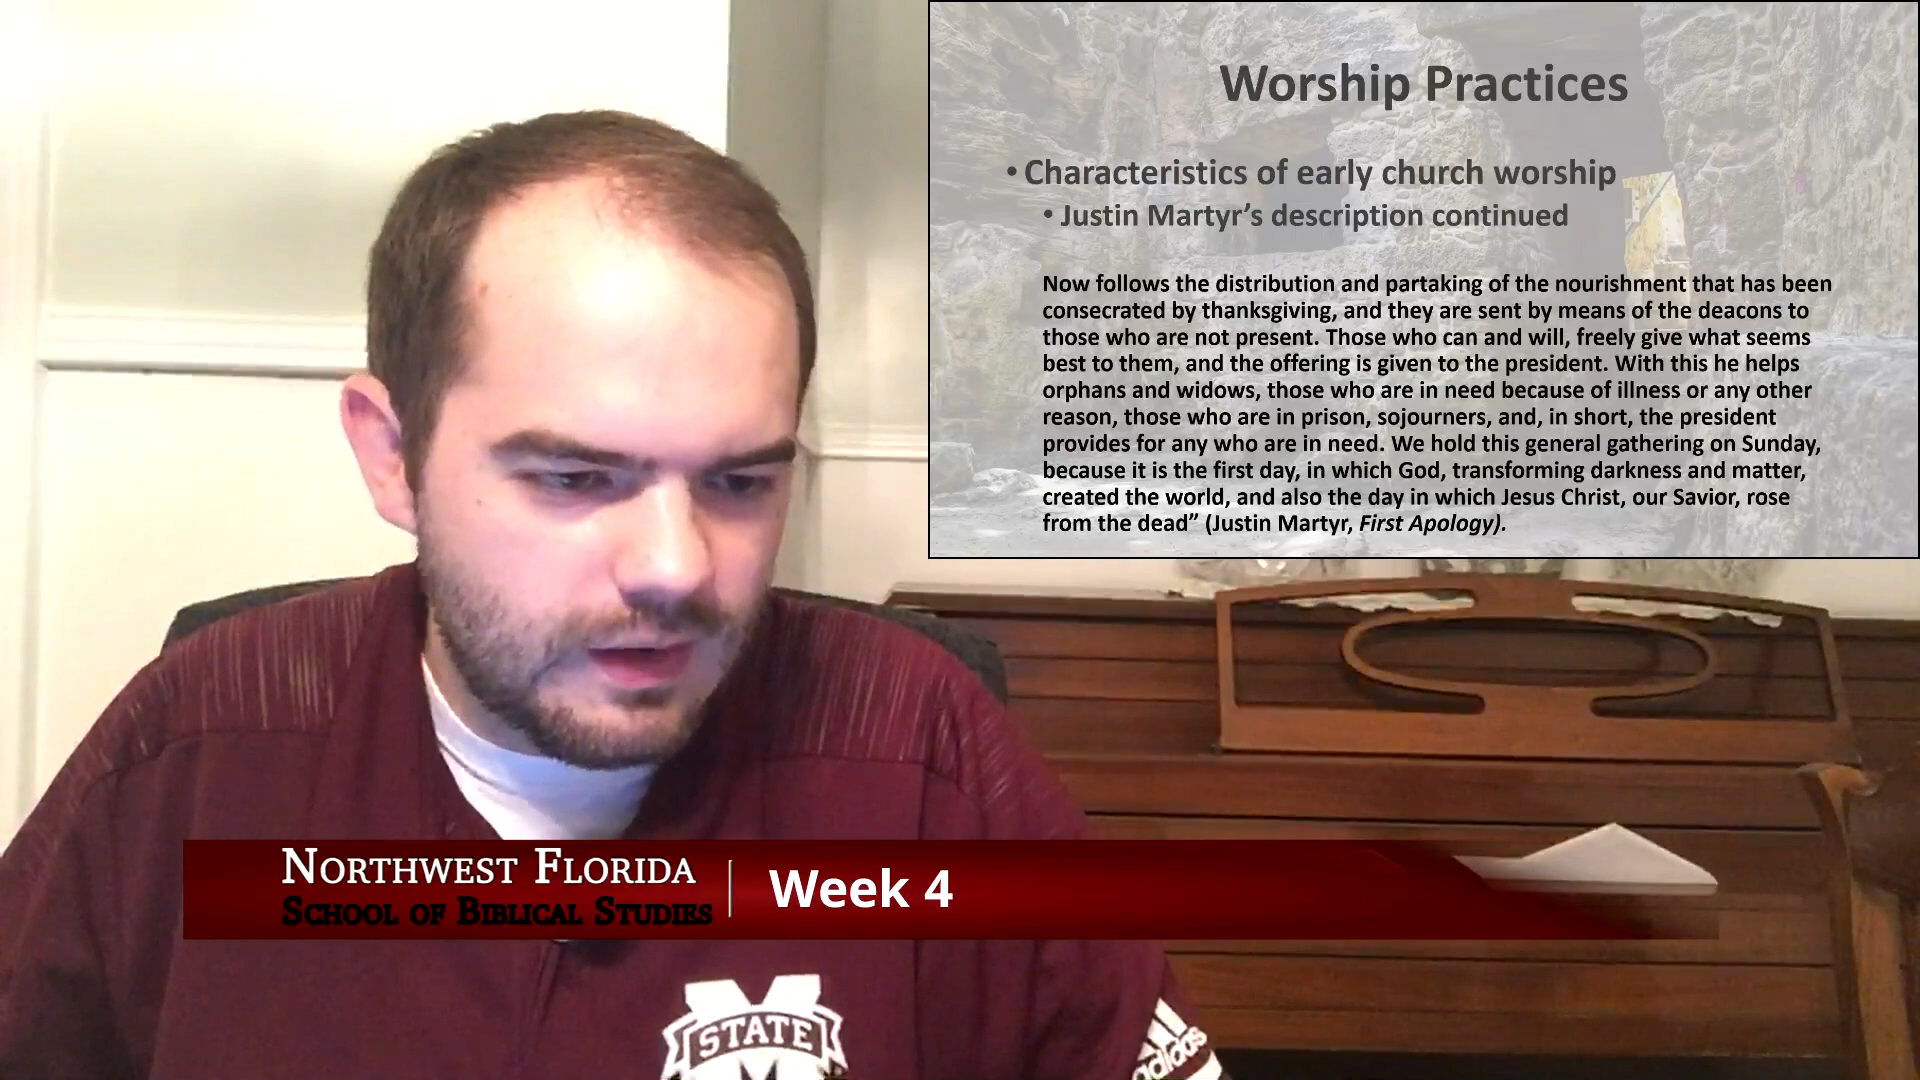 Worship Practices
• Characteristics of early church worship
• Justin Martyr’s description continued
Now follows the distribution and partaking of the nourishment that has been
consecrated by thanksgiving, and they are sent by means of the deacons to
those who are not present. Those who can and will, freely give what seems
best to them, and the offering is given to the president. With this he helps
orphans and widows, those who are in need because of illness or any other
reason, those who are in prison, sojourners, and, in short, the president
provides for any who are in need. We hold this general gathering on Sunday,
because it is the first day, in which God, transforming darkness and matter,
created the world, and also the day in which Jesus Christ, our Savior, rose
from the dead” (Justin Martyr, First Apology).
NORTHWEST FLORIDA
SCHOOL OF BIBLICAL STUDIES
Week 4
M
STATE
adidas